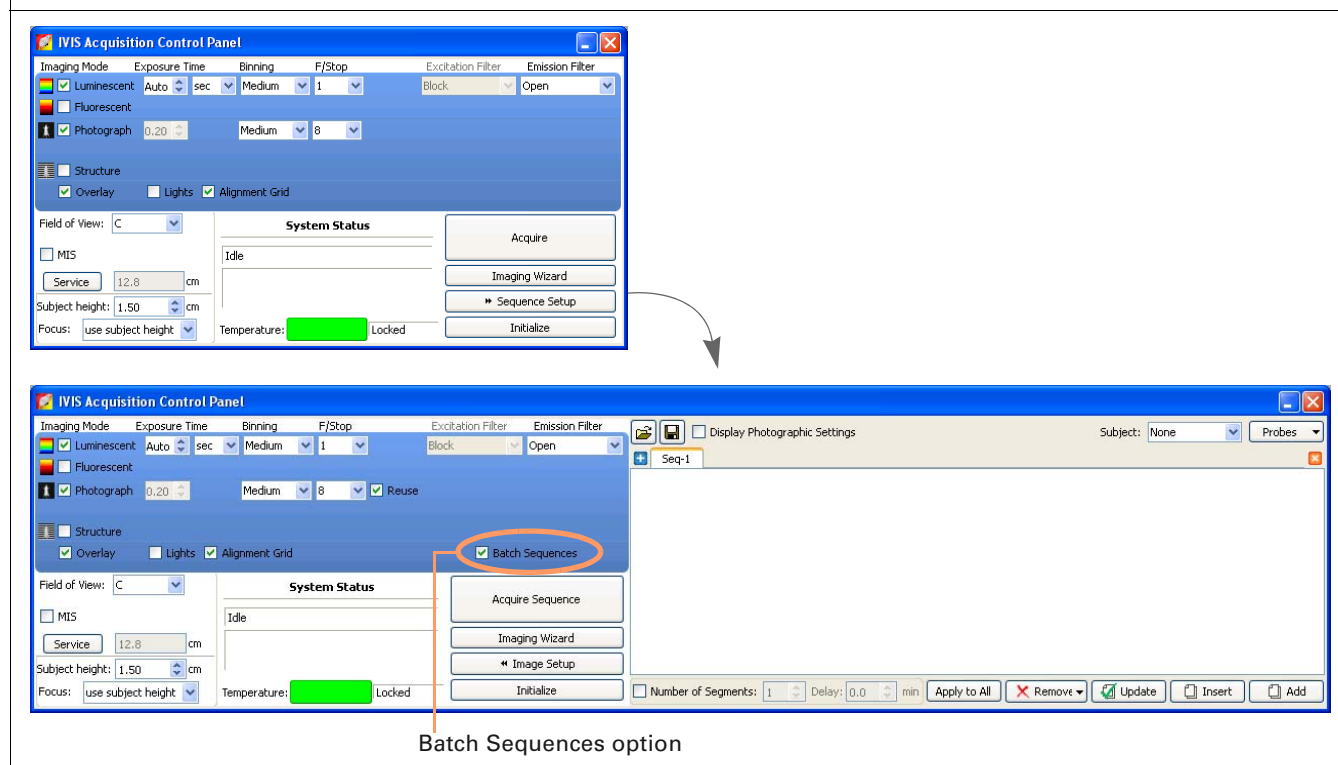 IVIS Acquisition Control Panel
Imaging Mode Exposure Time Binning F/Stop Excitation Filter Emission Filter
Luminescent Auto sec Medium 1 Block Open
Fluorescent
Photograph 0.20 Medium 8
Structure
Overlay Lights Alignment Grid
Field of View: C
System Status
Acquire
MIS
Idle
Service 12.8 cm
Imaging Wizard
Subject height: 1.50 cm
Sequence Setup
Focus: use subject height
Temperature: Locked
Initialize
IVIS Acquisition Control Panel
Imaging Mode Exposure Time Binning F/Stop Excitation Filter Emission Filter
Display Photographic Settings Subject: None Probes
Luminescent Auto sec Medium 1 Block Open
Seq-1
Fluorescent
Photograph 0.20 Medium 8 Reuse
Structure
Overlay Lights Alignment Grid Batch Sequences
Field of View: C
System Status
Acquire Sequence
MIS
Idle
Service 12.8 cm
Imaging Wizard
Subject height: 1.50 cm
Image Setup
Focus: use subject height
Temperature: Locked
Initialize
Number of Segments: 1 Delay: 0.0 min Apply to All Remove Update Insert Add
Batch Sequences option